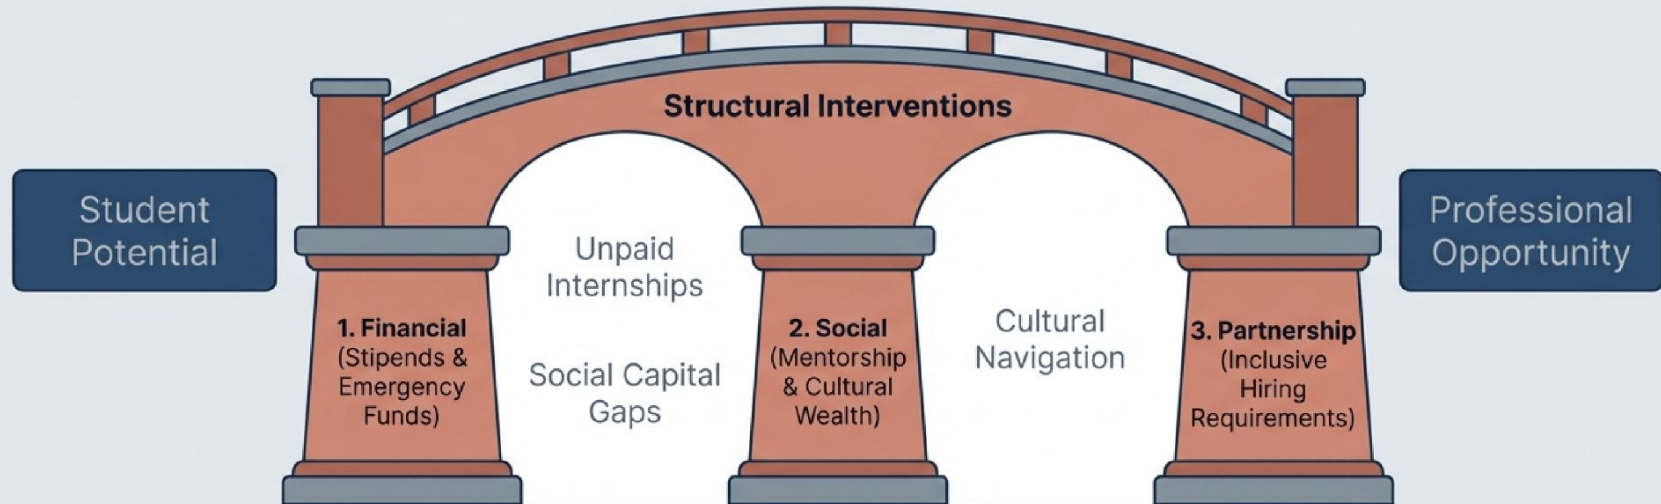 Structural Interventions
Student
Potential
Professional
Opportunity
Unpaid
Internships
Social Capital
Gaps
Cultural
Navigation
1. Financial
(Stipends &
Emergency
Funds)
2. Social
(Mentorship
& Cultural
Wealth)
3. Partnership
(Inclusive
Hiring
Requirements)